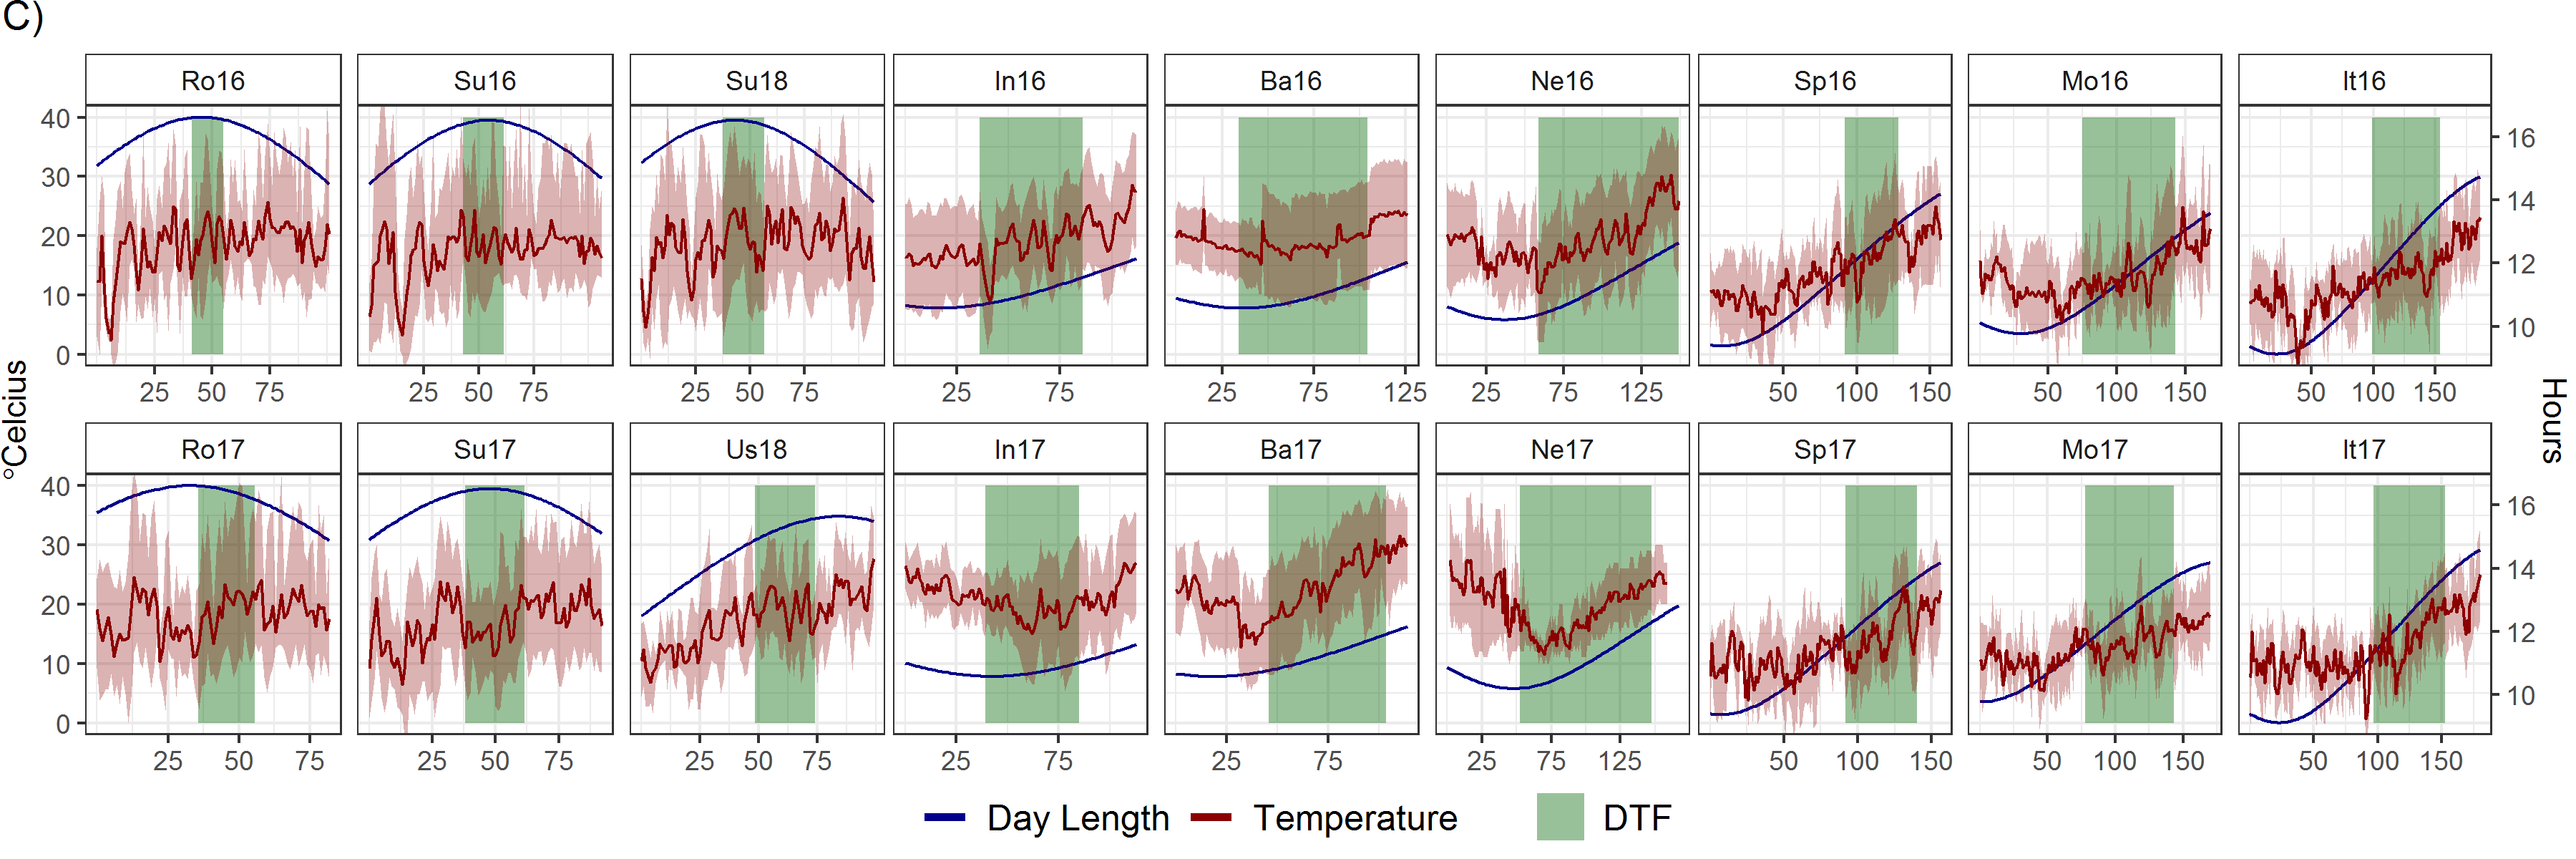 C)
Ro16 Su16 Su18 In16 Ba16 Ne16 Sp16 Mo16 It16
40 16
30 14
20 12
10 10
0
25 50 75 25 50 75 25 50 75 25 75 25 75 125 25 75 125 50 100 150 50 100 150 50 100 150
°Celcius
Hours
Ro17 Su17 Us18 In17 Ba17 Ne17 Sp17 Mo17 It17
40 16
30 14
20 12
10 10
0
25 50 75 25 50 75 25 50 75 25 75 25 75 25 75 125 50 100 150 50 100 150 50 100 150
Day Length Temperature DTF